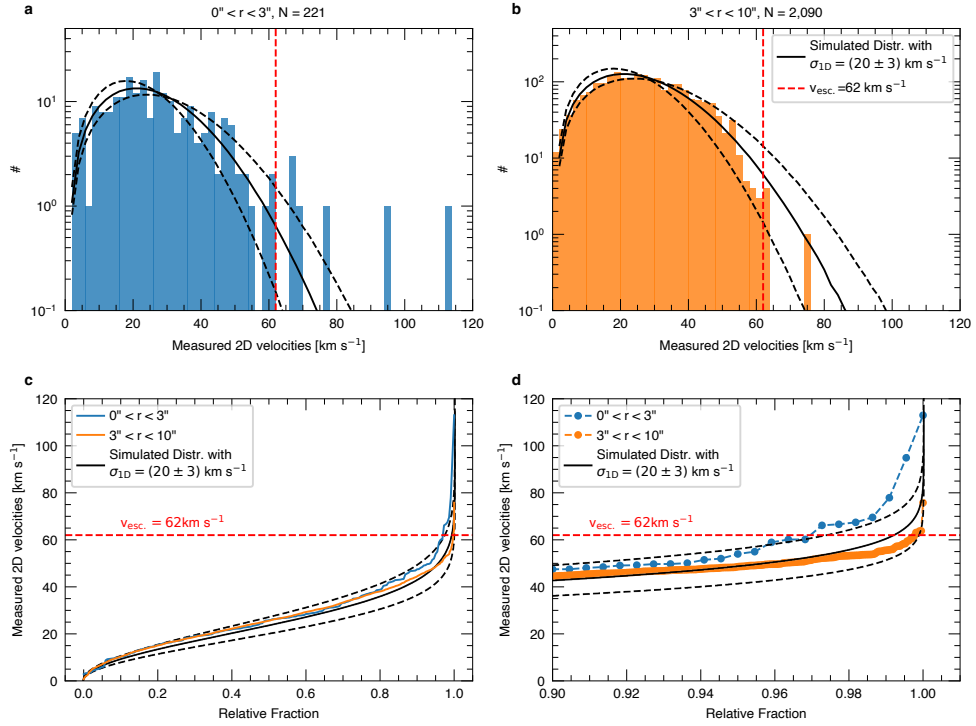 a
0" < r < 3", N = 221
10¹
10⁰
10⁻¹
#
0 20 40 60 80 100 120
Measured 2D velocities [km s⁻¹]
b
3" < r < 10", N = 2,090
Simulated Distr. with
σ₁D = (20 ± 3) km s⁻¹
vesc. =62 km s⁻¹
10²
10¹
10⁰
10⁻¹
#
0 20 40 60 80 100 120
Measured 2D velocities [km s⁻¹]
c
0" < r < 3"
3" < r < 10"
Simulated Distr. with
σ₁D = (20 ± 3) km s⁻¹
vesc. = 62km s⁻¹
120
100
80
60
40
20
0
Measured 2D velocities [km s⁻¹]
0.0 0.2 0.4 0.6 0.8 1.0
Relative Fraction
d
0" < r < 3"
3" < r < 10"
Simulated Distr. with
σ₁D = (20 ± 3) km s⁻¹
vesc. = 62km s⁻¹
120
100
80
60
40
20
0
Measured 2D velocities [km s⁻¹]
0.90 0.92 0.94 0.96 0.98 1.00
Relative Fraction